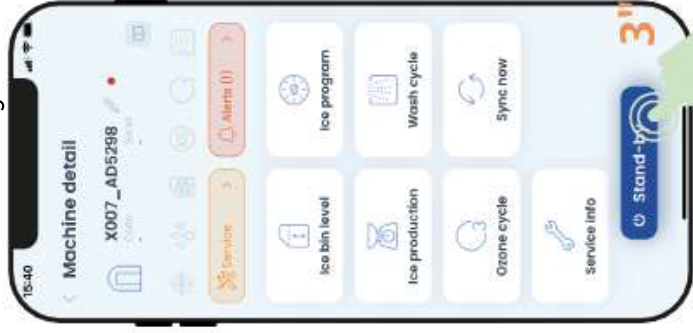 15:40
Machine detail
X007_AD5298
Service
Alerts (1)
Ice bin level
Ice program
Ice production
Wash cycle
Ozone cycle
Sync now
Service info
Stand-by
3"